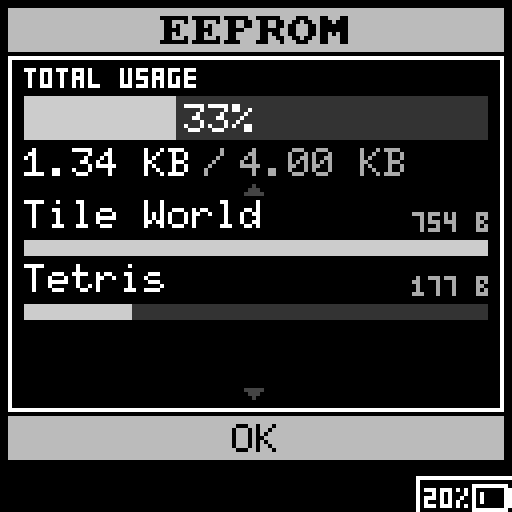 EEPROM
TOTAL USAGE
33%
1.34 KB / 4.00 KB
Tile World 754 B
Tetris 177 B
OK
20%